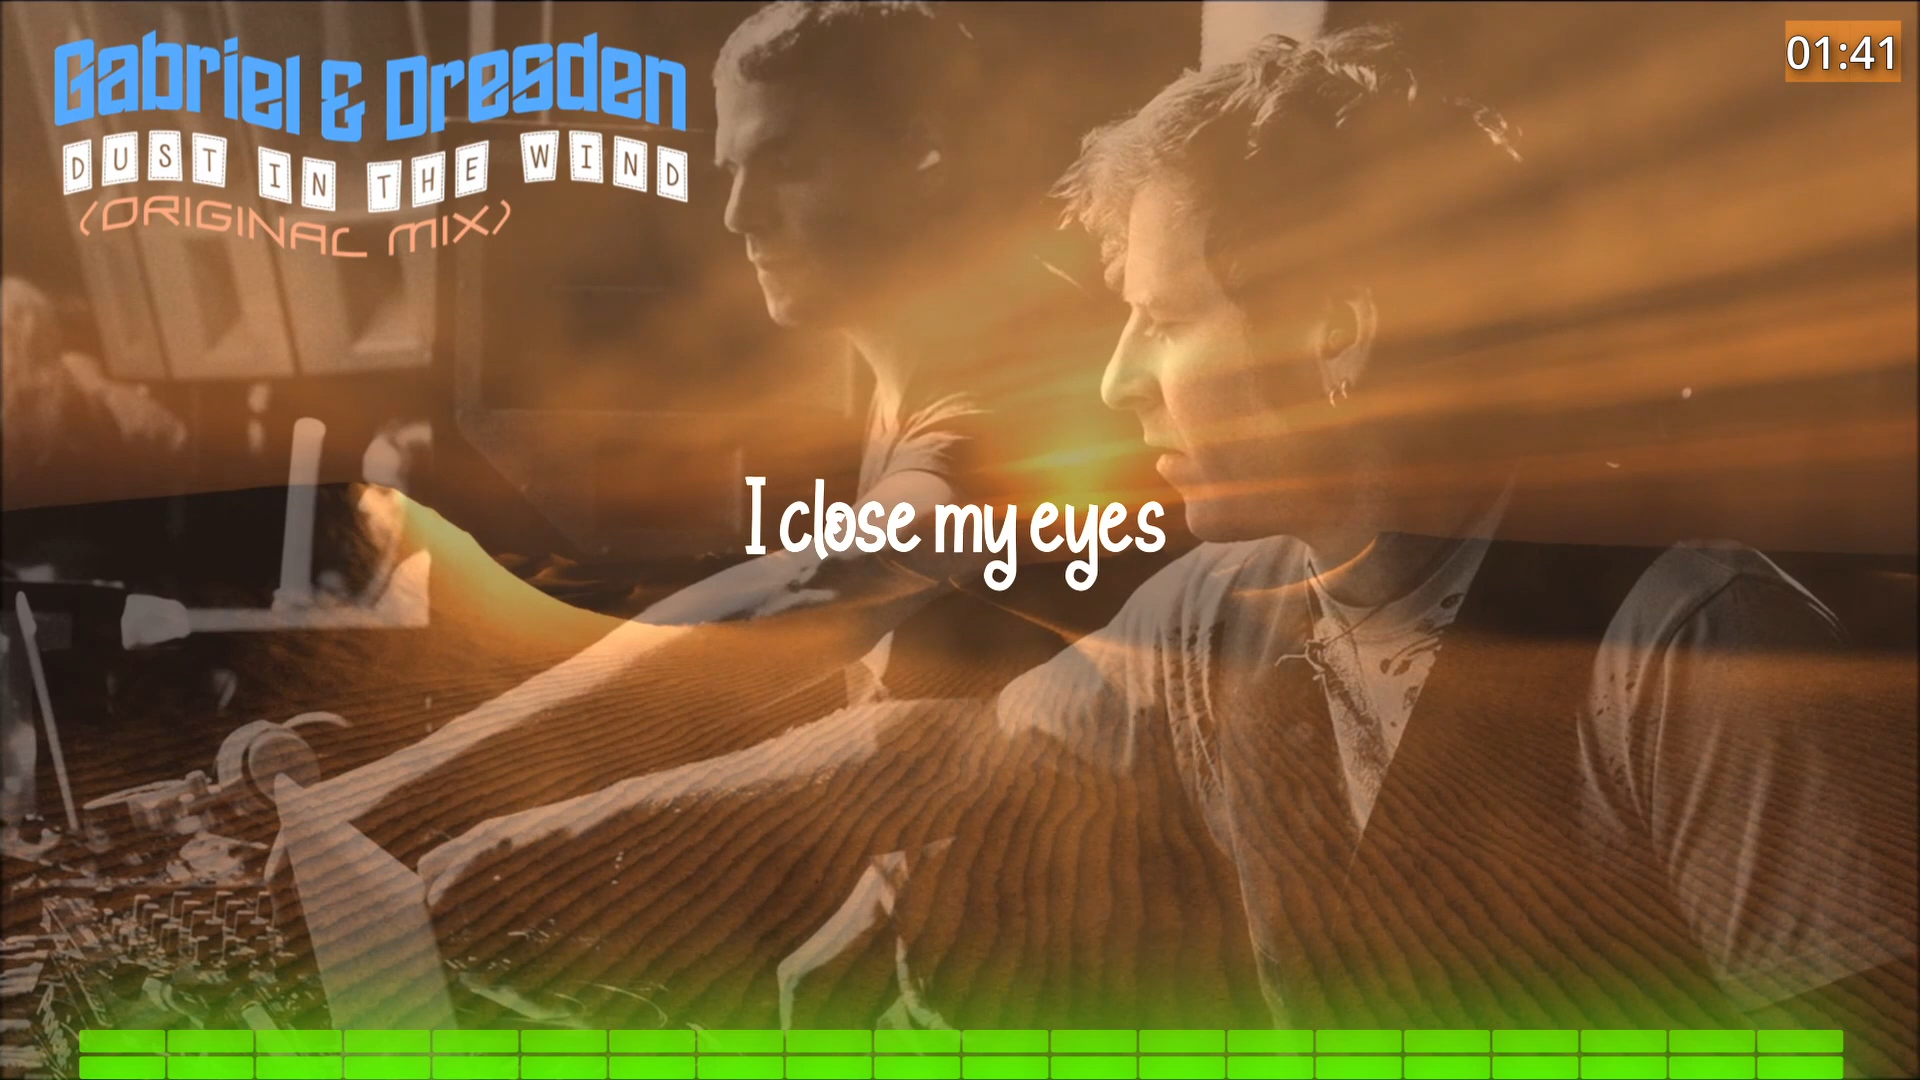 Gabriel & Dresden
DUST IN THE WIND
(ORIGINAL MIX)
01:41
I close my eyes